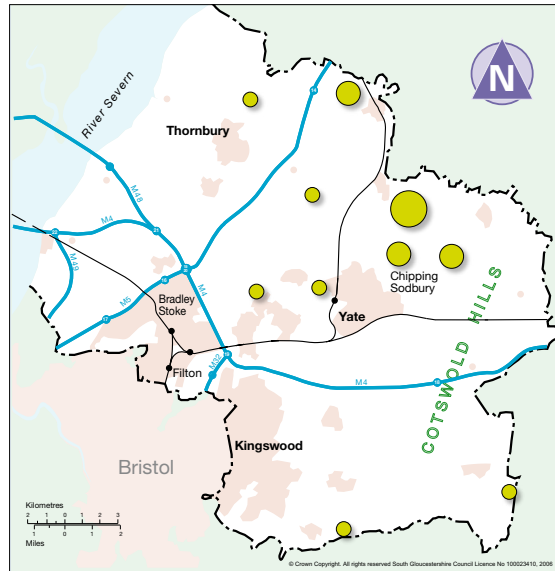 N
River Severn
Thornbury
M48
M4
M49
M5
Bradley
Stoke
M4
Filton
M32
Yate
Chipping
Sodbury
COTSWOLD HILLS
M4
Kingswood
Bristol
Kilometres
2 1 0 1 2 3
1 0 1 2
Miles
© Crown Copyright. All rights reserved South Gloucestershire Council Licence No 100023410, 2006